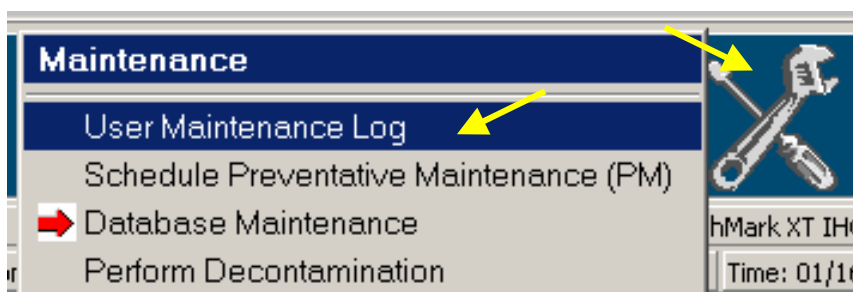 Maintenance
User Maintenance Log
Schedule Preventative Maintenance (PM)
Database Maintenance
hMark XT IH
Perform Decontamination
Time: 01/1